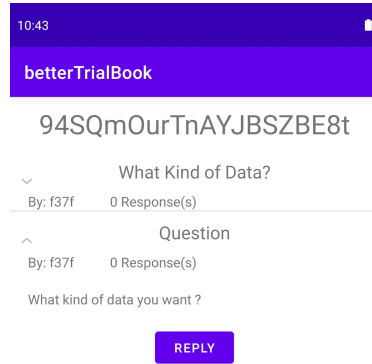 10:43
betterTrialBook
94SQmOurTnAYJBSZBE8t
What Kind of Data?
By: f37f 0 Response(s)
Question
By: f37f 0 Response(s)
What kind of data you want ?
REPLY